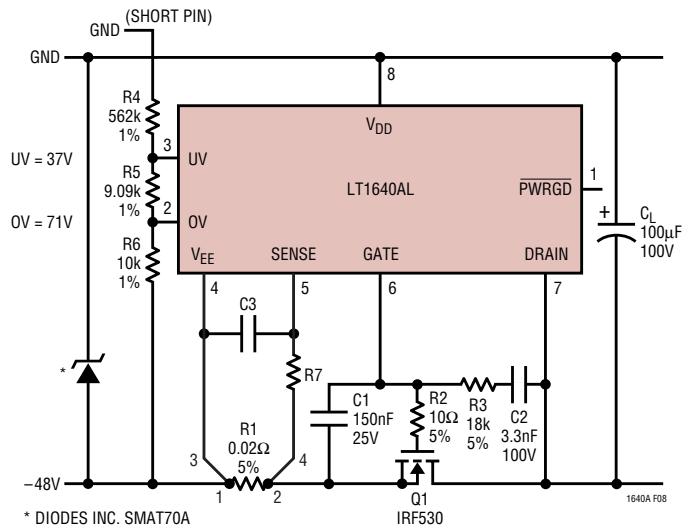 (SHORT PIN)
GND
GND
8
R4
562k
1%
VDD
UV = 37V
3
UV
R5
9.09k
1%
LT1640AL
PWRGD
1
OV = 71V
2
OV
R6
10k
1%
+
CL
100µF
100V
VEE
SENSE
GATE
DRAIN
4
5
6
7
C3
R7
*
R1
0.02Ω
5%
3
4
C1
150nF
25V
R2
10Ω
5%
R3
18k
5%
C2
3.3nF
100V
–48V
1
2
Q1
IRF530
1640A F08
* DIODES INC. SMAT70A